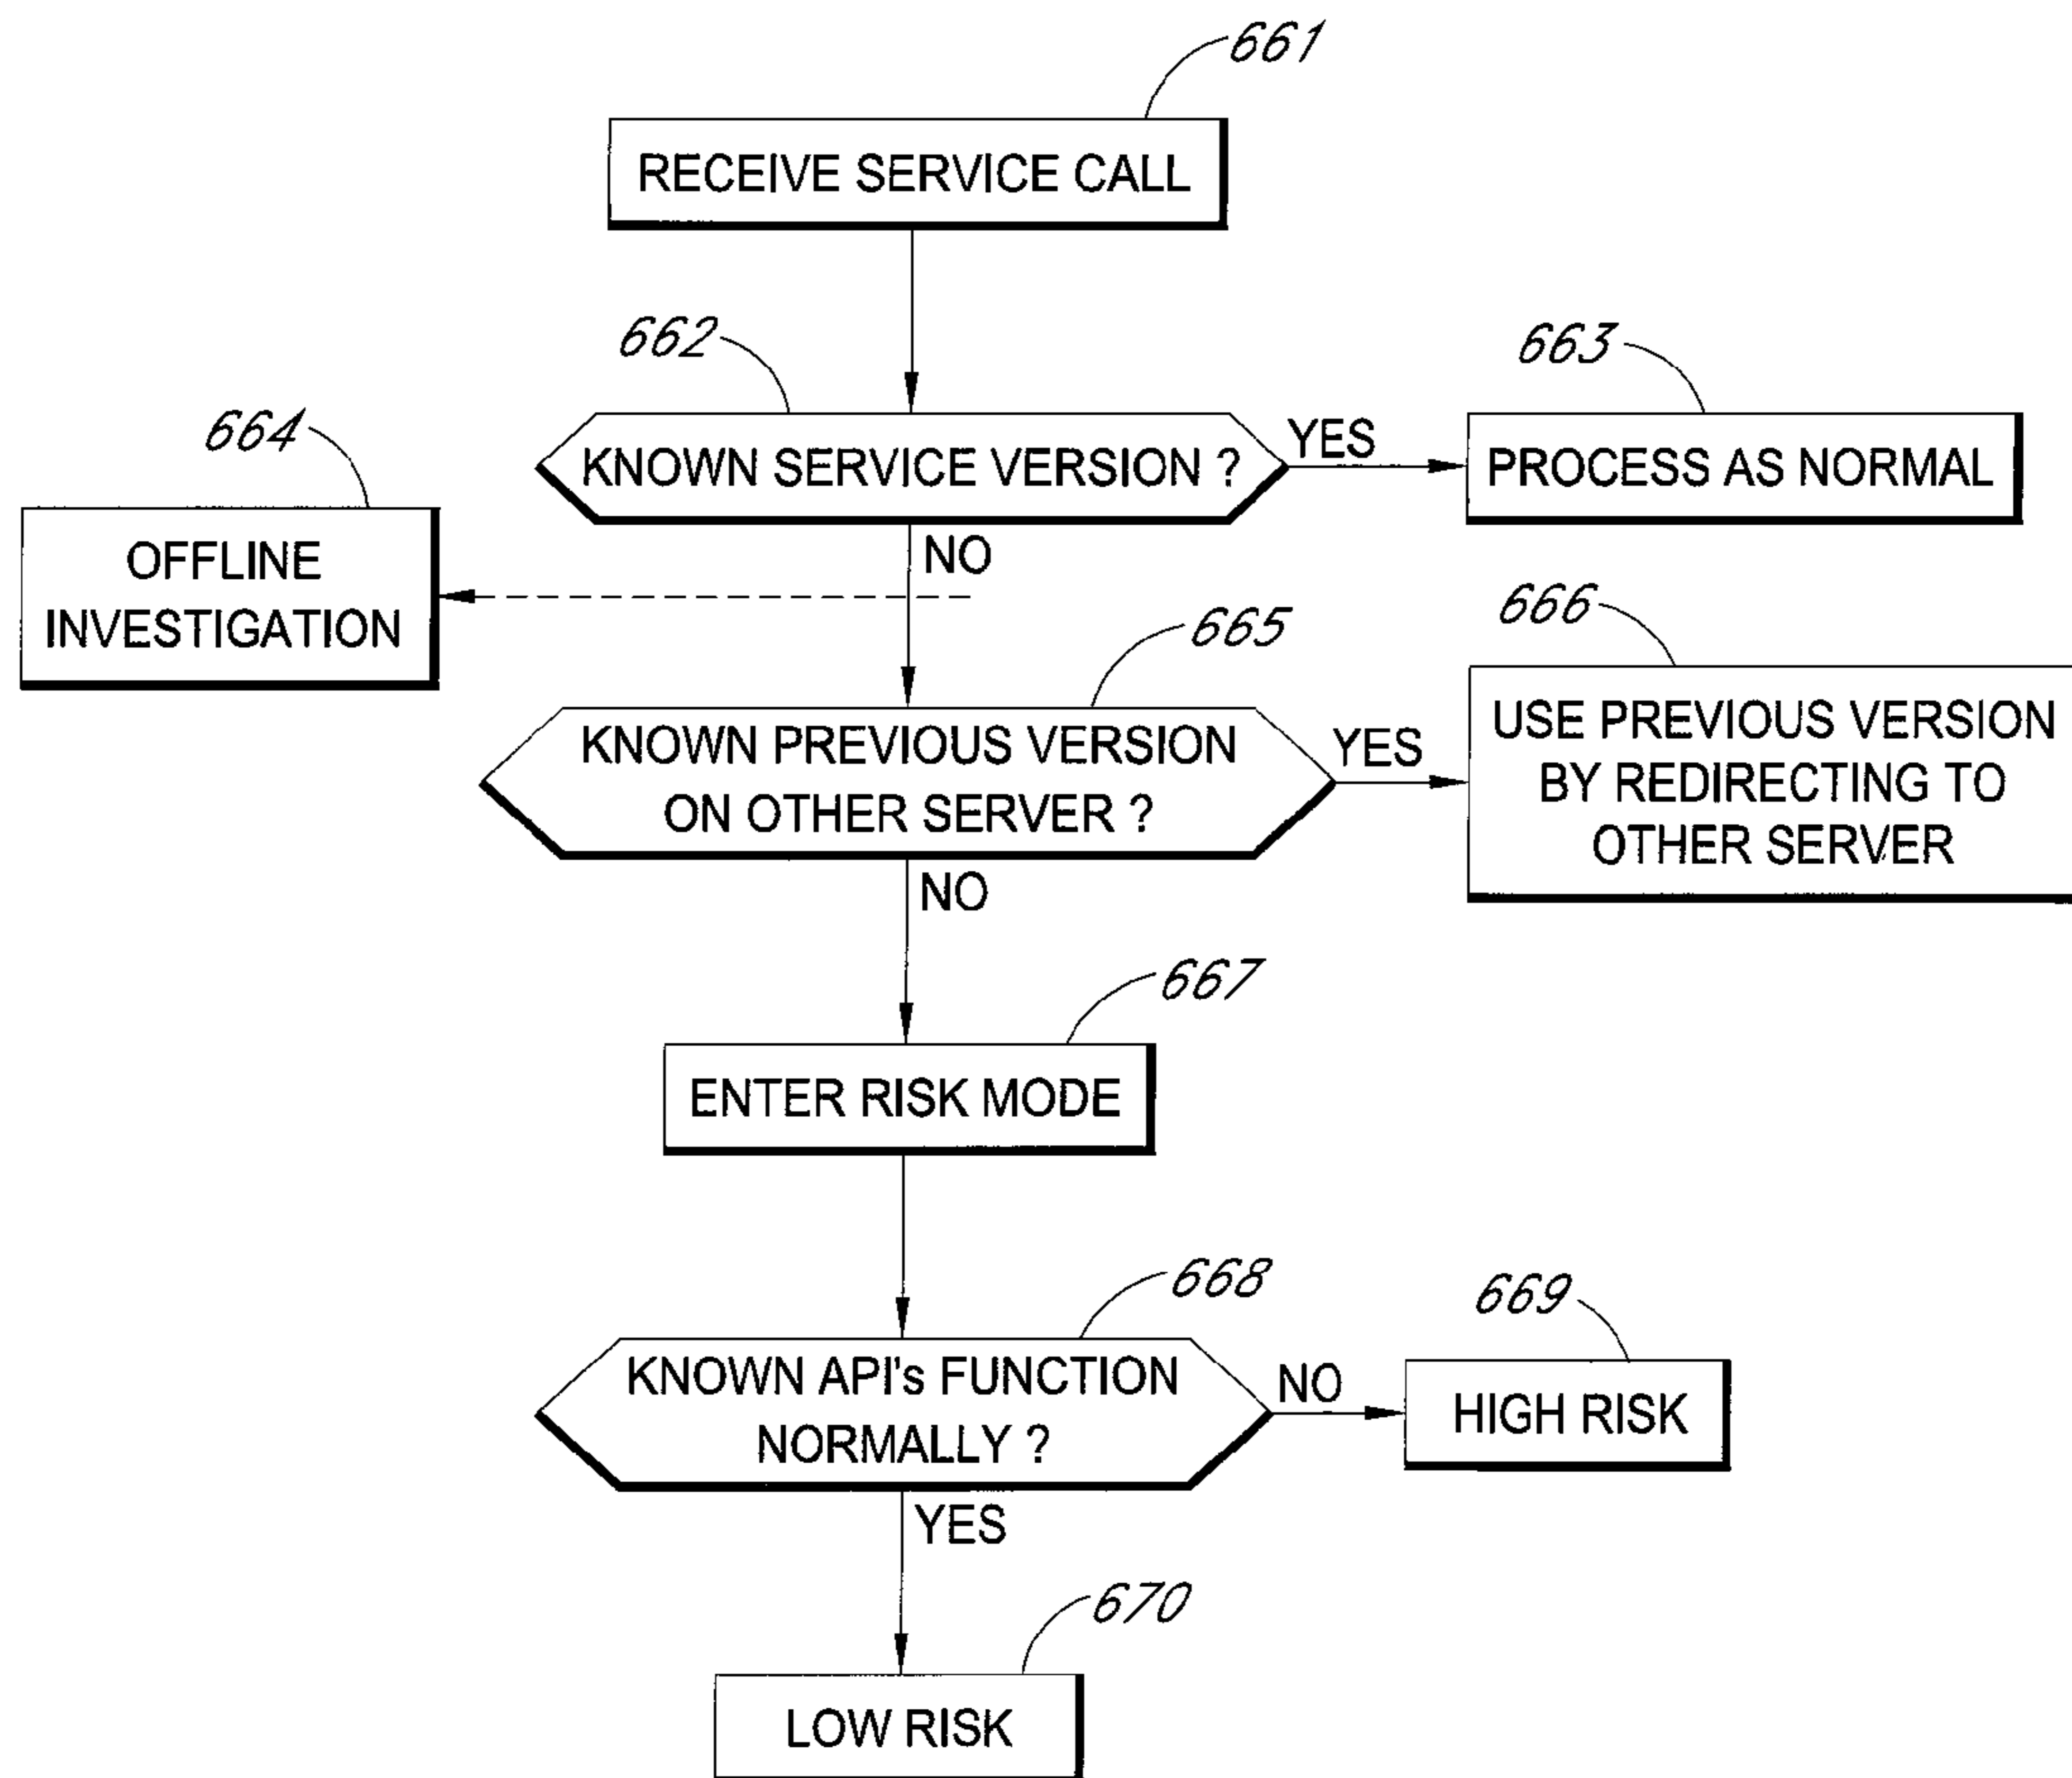 661
RECEIVE SERVICE CALL
662
KNOWN SERVICE VERSION ?
YES
663
PROCESS AS NORMAL
664
OFFLINE
INVESTIGATION
NO
665
KNOWN PREVIOUS VERSION
ON OTHER SERVER ?
YES
666
USE PREVIOUS VERSION
BY REDIRECTING TO
OTHER SERVER
NO
667
ENTER RISK MODE
668
KNOWN API's FUNCTION
NORMALLY ?
NO
669
HIGH RISK
YES
670
LOW RISK